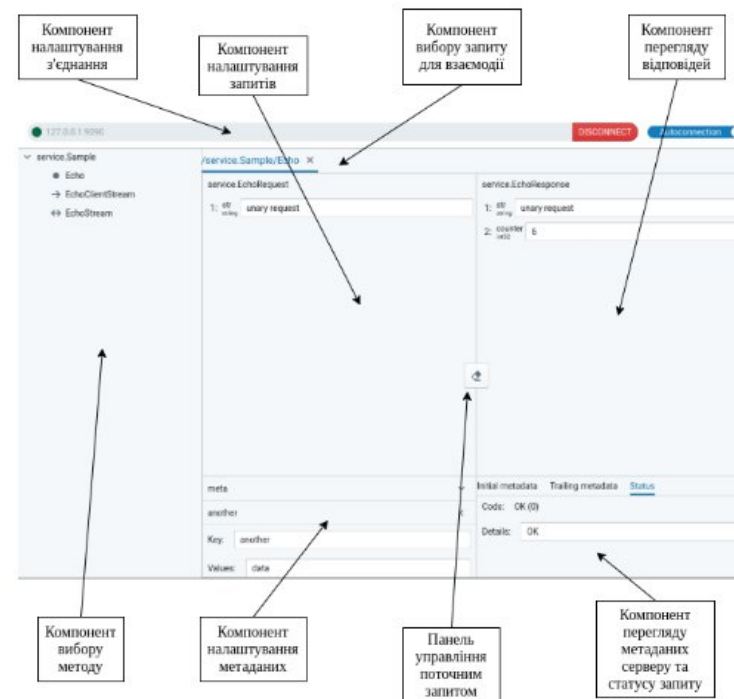 Компонент
налаштування
з'єднання
Компонент
налаштування
запитів
Компонент
вибору запиту
для взаємодії
Компонент
перегляду
відповідей
127.0.0.1:9090
DISCONNECT
Autoconnection
service.Sample
Echo
EchoClientStream
EchoStream
/service.Sample/Echo ×
service.EchoRequest
1: str
string
unary request
service.EchoResponse
1: str
string
unary request
2: counter
int32
6
meta
another
Key: another
Values: data
Initial metadata Trailing metadata Status
Code: OK (0)
Details: OK
Компонент
вибору
методу
Компонент
налаштування
метаданих
Панель
управління
поточним
запитом
Компонент
перегляду
метаданих
серверу та
статусу запиту